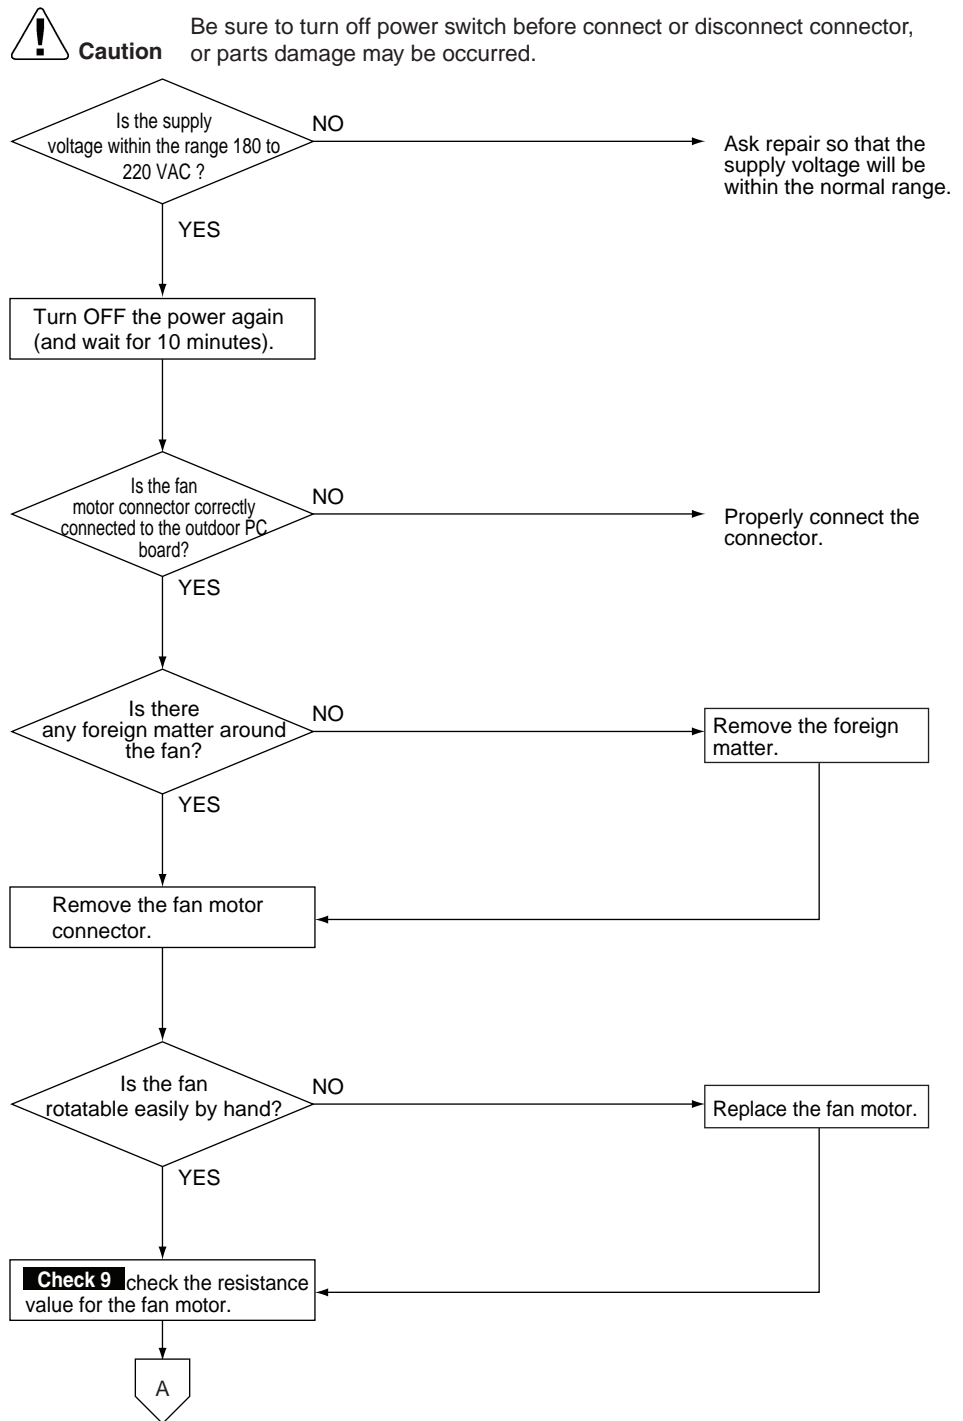 Be sure to turn off power switch before connect or disconnect connector,
Caution or parts damage may be occurred.
Is the supply
voltage within the range 180 to
220 VAC ?
NO
Ask repair so that the
supply voltage will be
within the normal range.
YES
Turn OFF the power again
(and wait for 10 minutes).
Is the fan
motor connector correctly
connected to the outdoor PC
board?
NO
Properly connect the
connector.
YES
Is there
any foreign matter around
the fan?
NO
Remove the foreign
matter.
YES
Remove the fan motor
connector.
Is the fan
rotatable easily by hand?
NO
Replace the fan motor.
YES
Check 9 check the resistance
value for the fan motor.
A